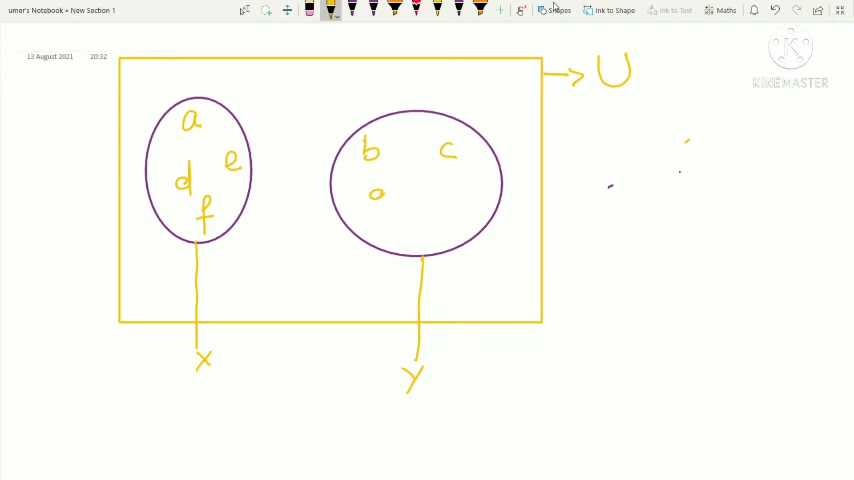 umer's Notebook » New Section 1
Shapes Ink to Shape Ink to Text Maths
13 August 2021 20:32
U
K
KINEMASTER
a
b c
e
d
o
f
x
y